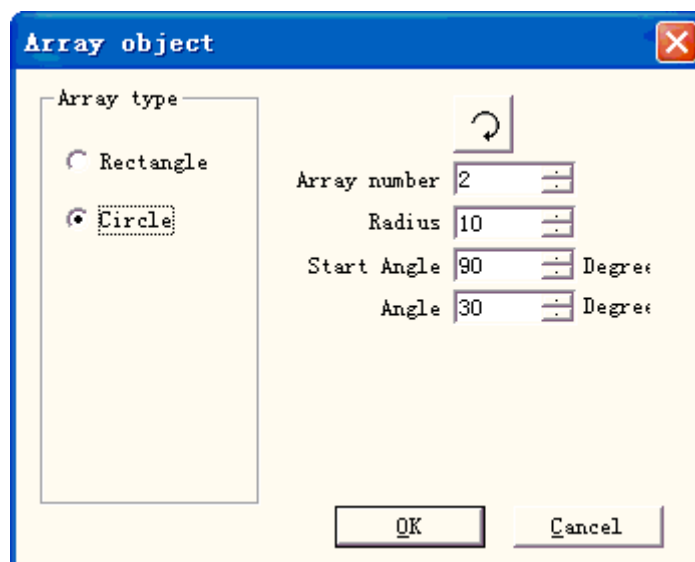 Array object
Array type
Rectangle
Circle
Array number 2
Radius 10
Start Angle 90 Degree
Angle 30 Degree
OK Cancel